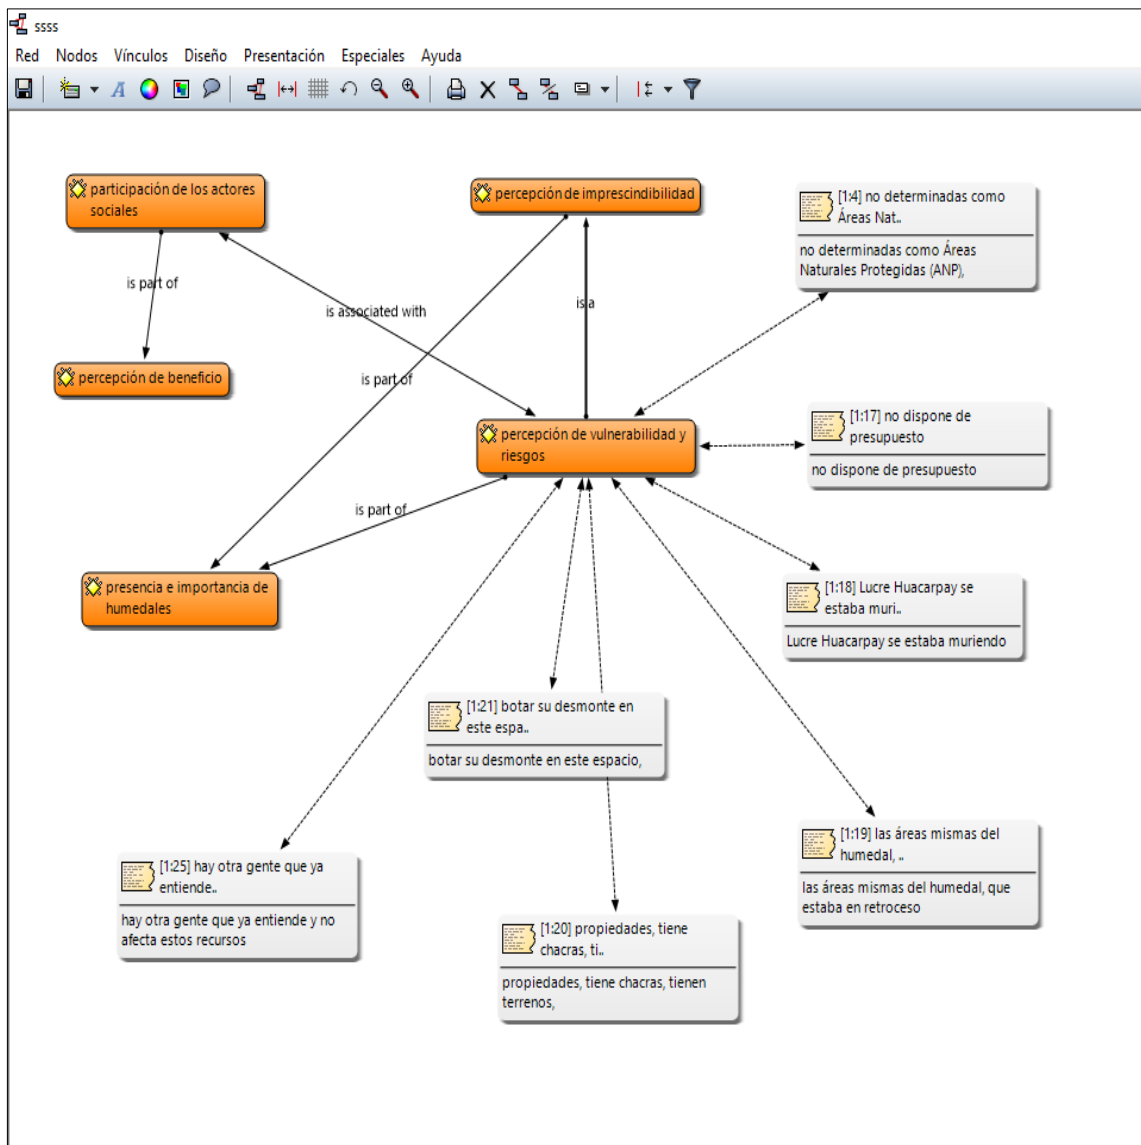 ssss
Red Nodos Vínculos Diseño Presentación Especiales Ayuda
participación de los actores
sociales
percepción de imprescindibilidad
[1:4] no determinadas como
Áreas Nat..
no determinadas como Áreas
Naturales Protegidas (ANP),
is part of
is associated with
is a
percepción de beneficio
is part of
[1:17] no dispone de
presupuesto
no dispone de presupuesto
percepción de vulnerabilidad y
riesgos
is part of
presencia e importancia de
humedales
[1:18] Lucre Huacarpay se
estaba muri..
Lucre Huacarpay se estaba muriendo
[1:21] botar su desmonte en
este espa..
botar su desmonte en este espacio,
[1:19] las áreas mismas del
humedal, ..
las áreas mismas del humedal, que
estaba en retroceso
[1:25] hay otra gente que ya
entiende..
hay otra gente que ya entiende y no
afecta estos recursos
[1:20] propiedades, tiene
chacras, ti..
propiedades, tiene chacras, tienen
terrenos,